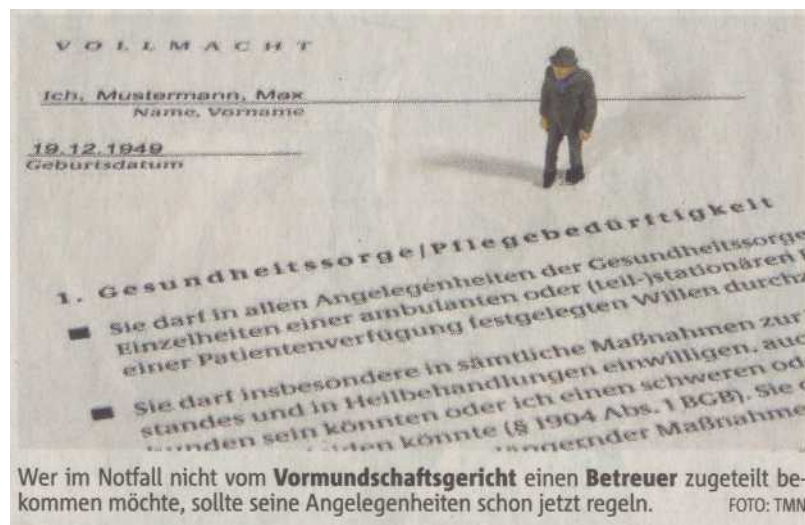 VOLLMACHT
Ich, Mustermann, Max
Name, Vorname
19.12.1949
Geburtsdatum
1. Gesundheitssorge/Pflegebedürftigkeit
Sie darf in allen Angelegenheiten der Gesundheitssorge
Einzelheiten einer ambulanten oder (teil-)stationären
einer Patientenverfügung festgelegten Willen
Sie darf insbesondere in sämtliche Maßnahmen zur
standes und in Heilbehandlungen einwilligen, auc
sein könnten oder ich einen schweren od
könnte (§ 1904 Abs. 1 BGB). Sie
Maßnahme
Wer im Notfall nicht vom Vormundschaftsgericht einen Betreuer zugeteilt be-
kommen möchte, sollte seine Angelegenheiten schon jetzt regeln. FOTO: TMN